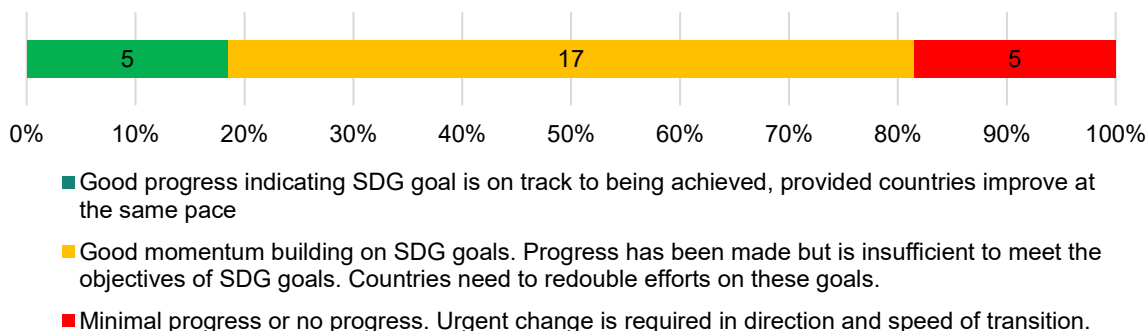 5 17 5
0% 10% 20% 30% 40% 50% 60% 70% 80% 90% 100%
Good progress indicating SDG goal is on track to being achieved, provided countries improve at
the same pace
Good momentum building on SDG goals. Progress has been made but is insufficient to meet the
objectives of SDG goals. Countries need to redouble efforts on these goals.
Minimal progress or no progress. Urgent change is required in direction and speed of transition.